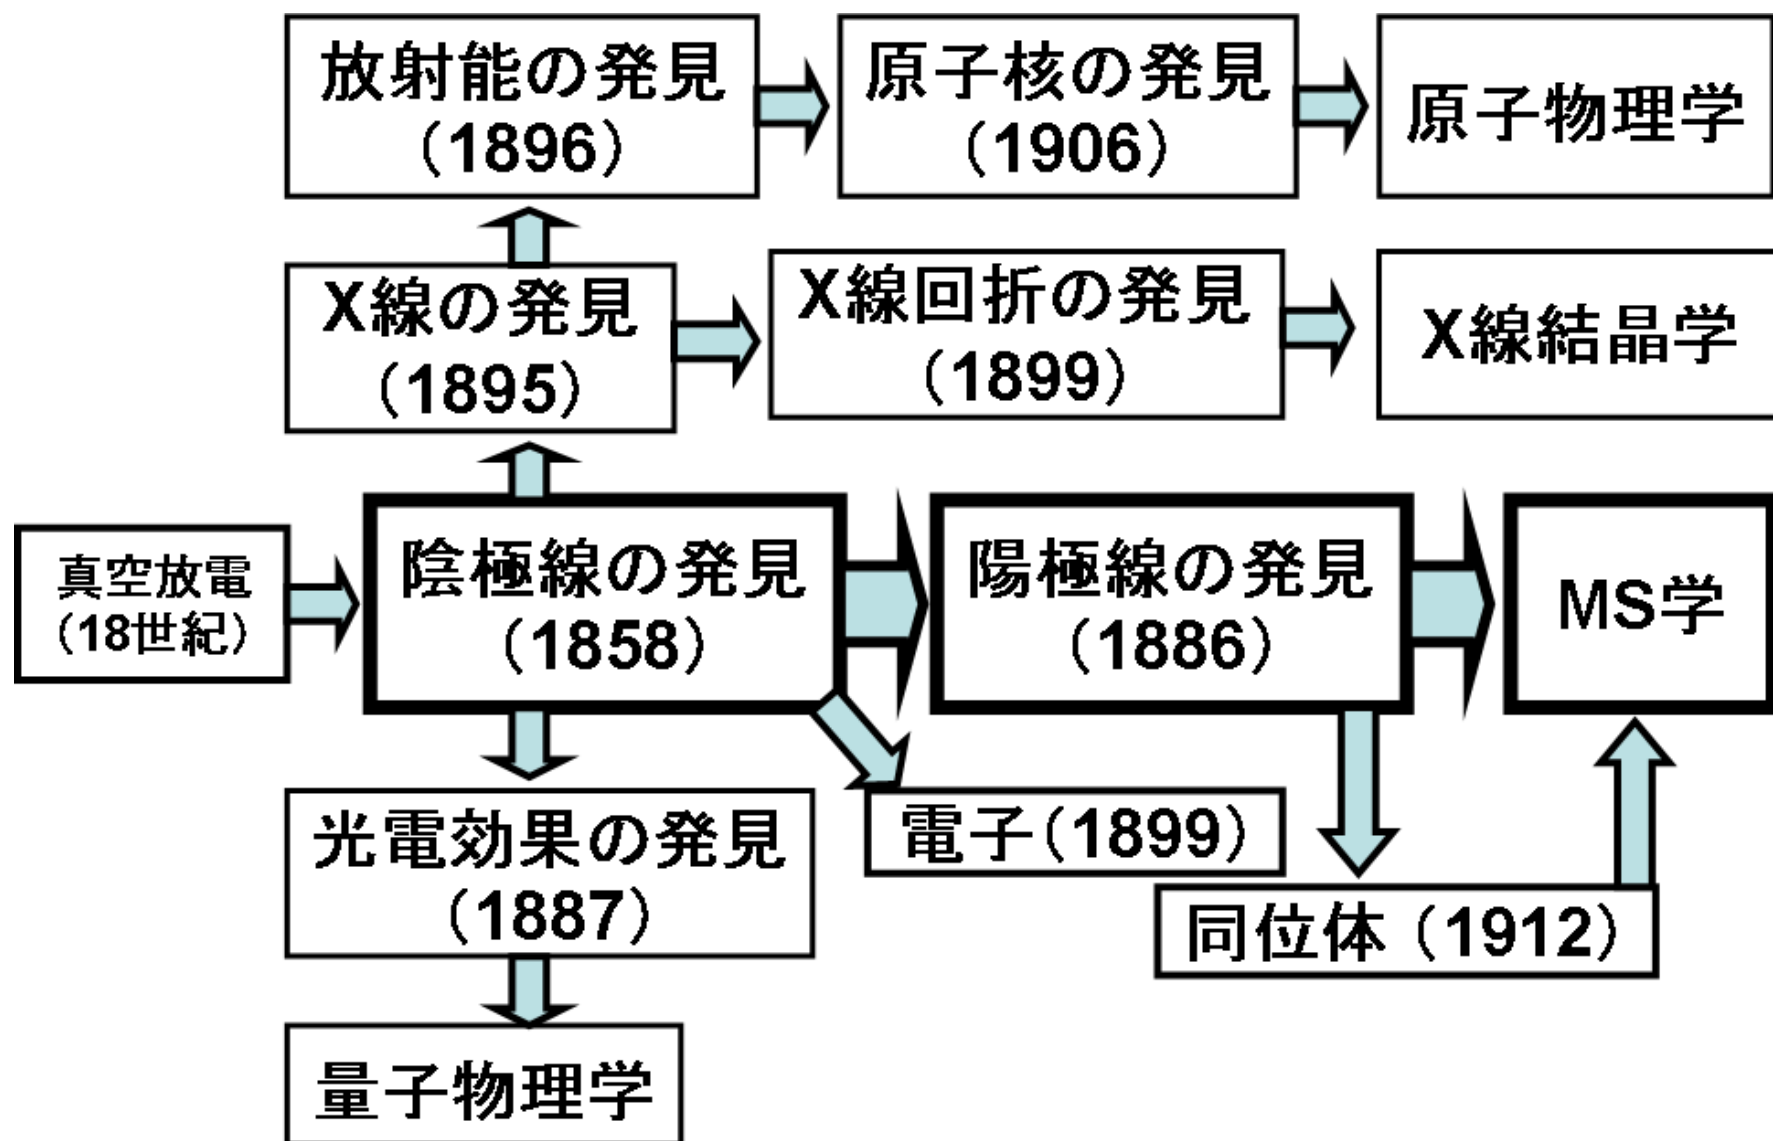 放射能の発見
（1896）
原子核の発見
（1906）
原子物理学
X線の発見
（1895）
X線回折の発見
（1899）
X線結晶学
真空放電
（18世紀）
陰極線の発見
（1858）
陽極線の発見
（1886）
MS学
光電効果の発見
（1887）
電子（1899）
同位体（1912）
量子物理学